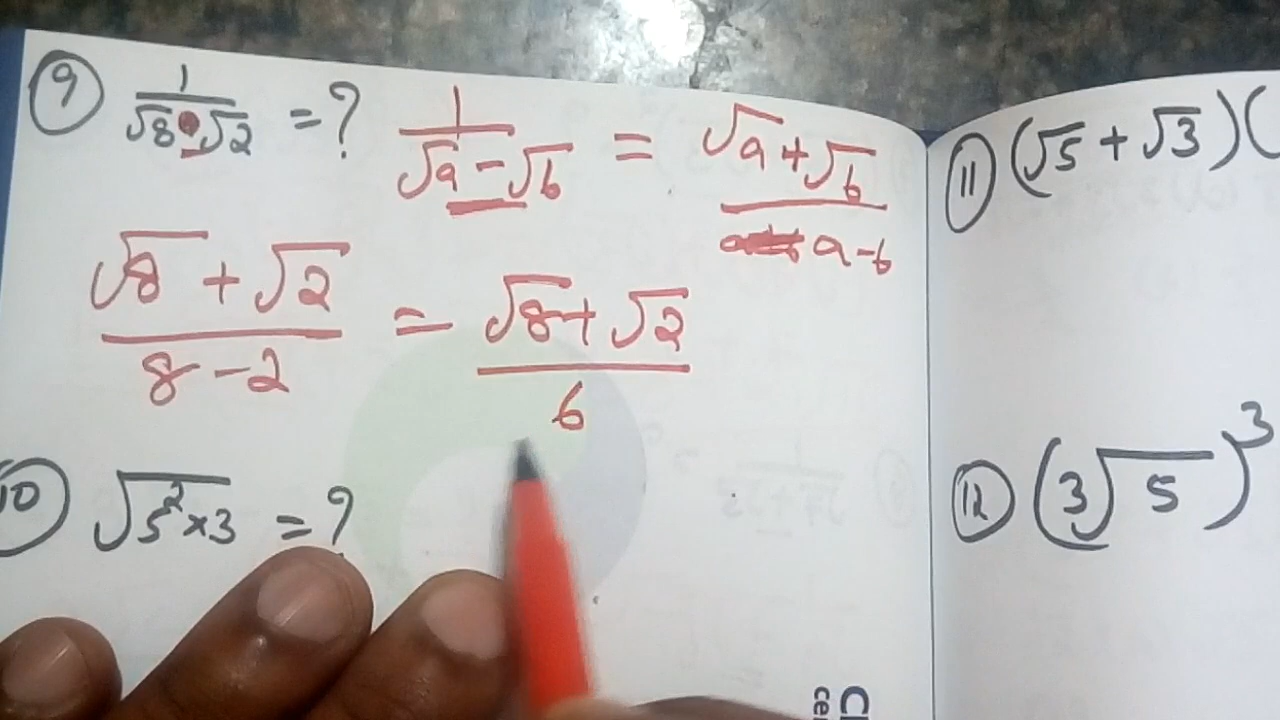 ⑨ 1/(√8 - √2) = ? 1/(√a - √b) = (√a + √b)/(a - b)
(√8 + √2)/(8 - 2) = (√8 + √2)/6
⑩ √(5² × 3) = ?
⑪ (√5 + √3)(
⑫ (3√5)³